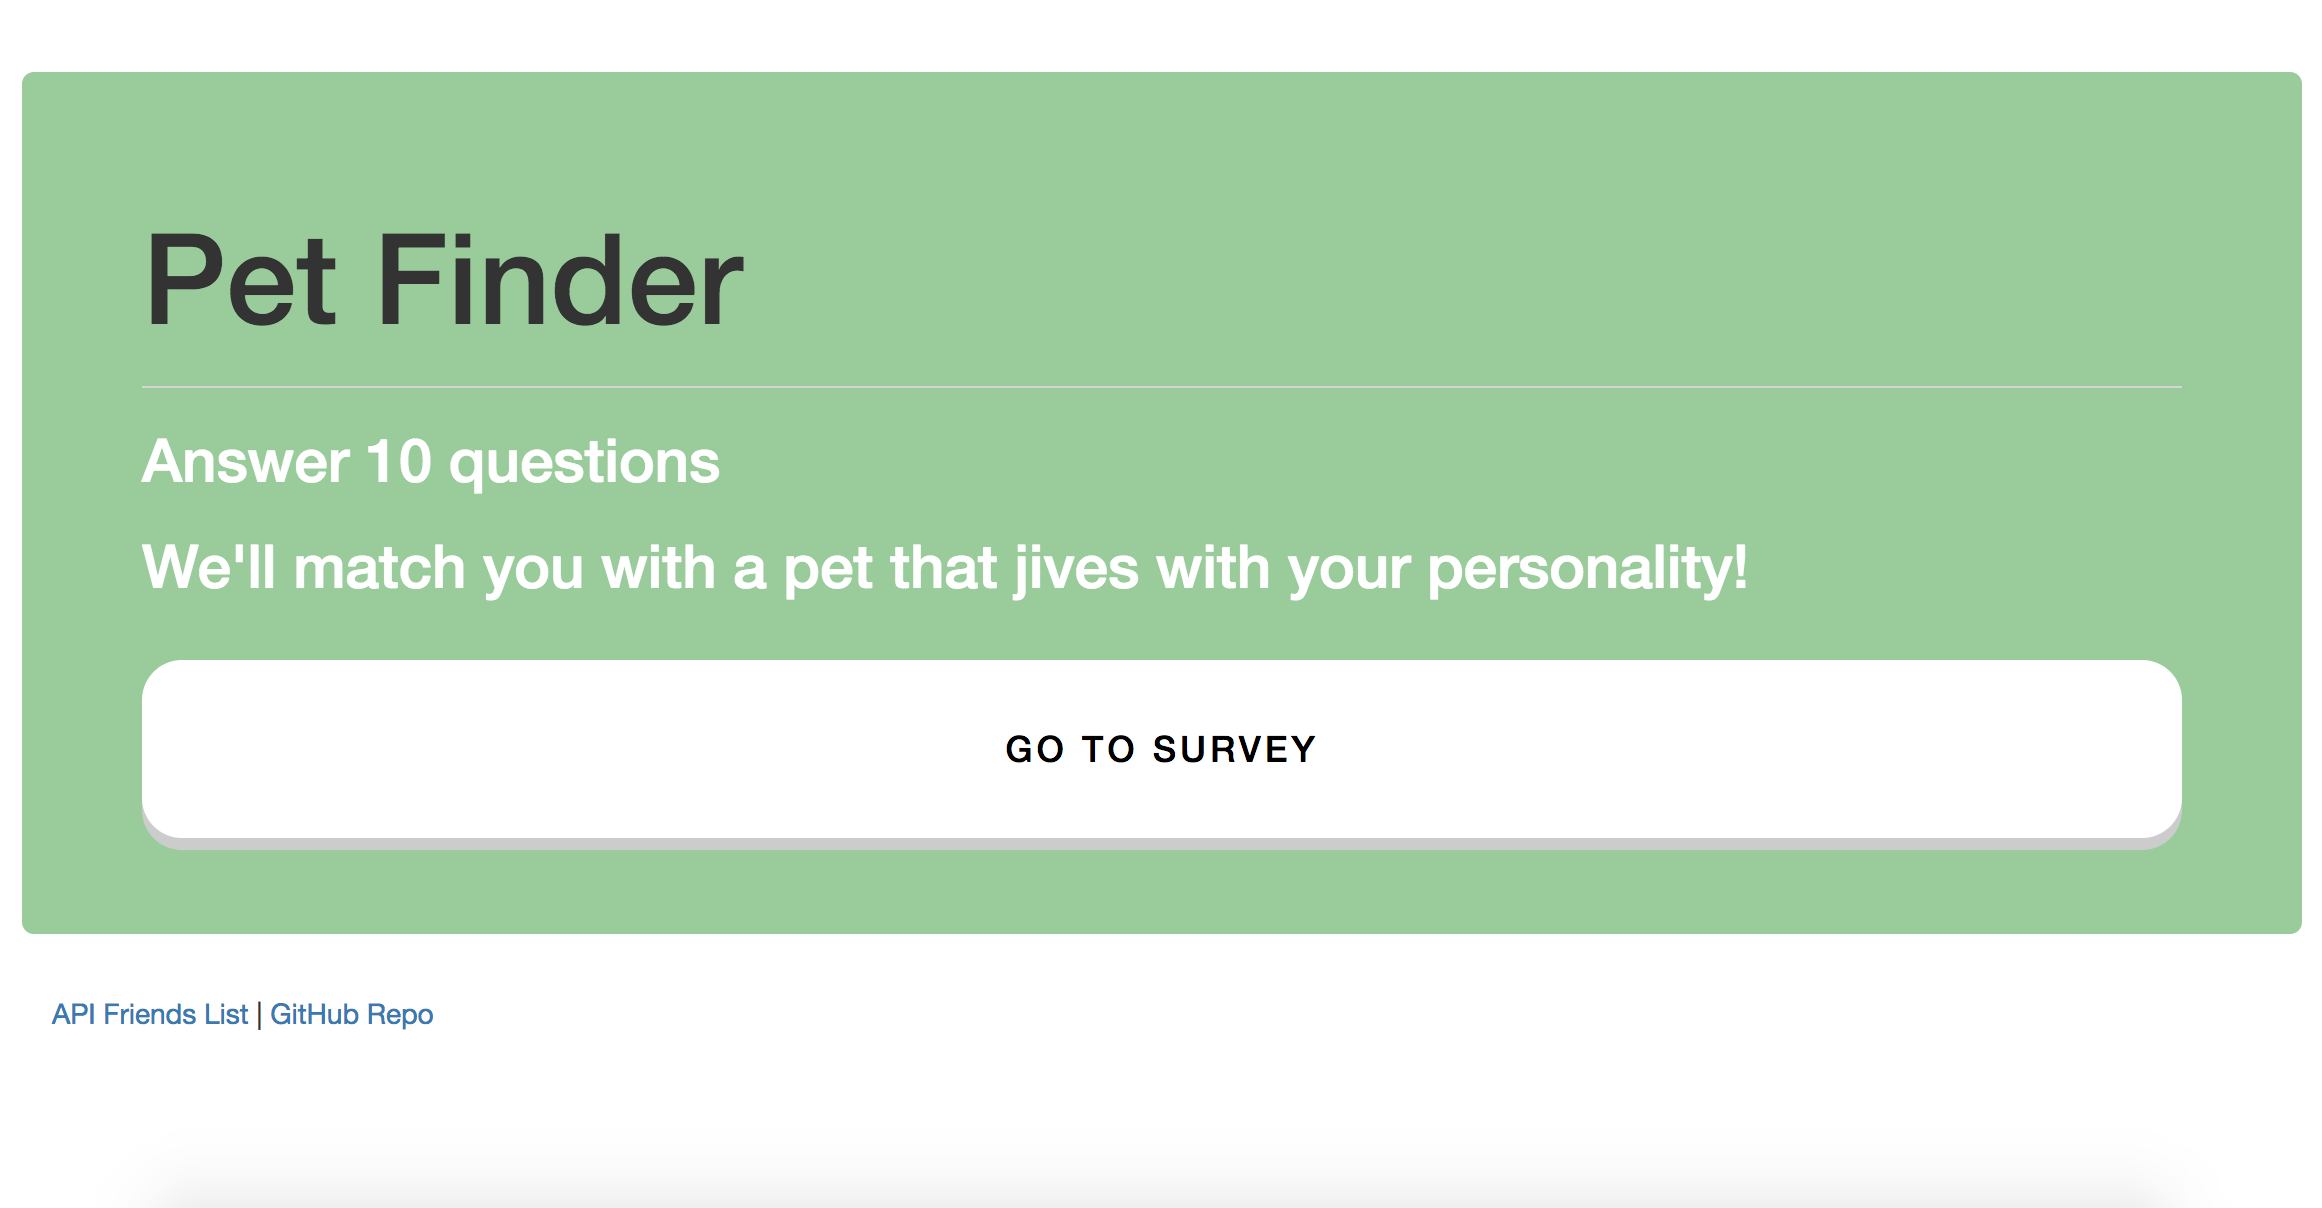 Pet Finder
Answer 10 questions
We'll match you with a pet that jives with your personality!
GO TO SURVEY
API Friends List | GitHub Repo